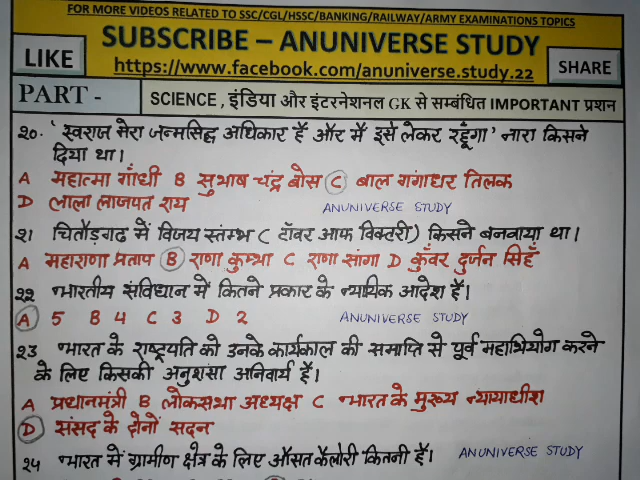 FOR MORE VIDEOS RELATED TO SSC/CGL/HSSC/BANKING/RAILWAY/ARMY EXAMINATIONS TOPICS
SUBSCRIBE – ANUNIVERSE STUDY
LIKE
https://www.facebook.com/anuniverse.study.22
SHARE
PART -
SCIENCE , इंडिया और इंटरनेशनल GK से सम्बंधित IMPORTANT प्रशन
२०. 'स्वराज मेरा जन्मसिद्ध अधिकार है और मैं इसे लेकर रहूँगा' नारा किसने
दिया था।
A महात्मा गाँधी B सुभाष चंद्र बोस C बाल गंगाधर तिलक
D लाला लाजपत राय ANUNIVERSE STUDY
२१ चितौड़गढ में विजय स्तंम्भ ( टॉवर आफ विक्टरी) किसने बनवाया था।
A महाराणा प्रताप B राणा कुम्भा C राणा सांगा D कुँवर दुर्जन सिहँ
२२ भारतीय संविधान में कितने प्रकार के न्यायिक आदेश हैं।
A 5 B 4 C 3 D 2 ANUNIVERSE STUDY
२३ भारत के राष्ट्रपति को उनके कार्यकाल की समाप्ति से पूर्व महाभियोग करने
के लिए किसकी अनुशंसा अनिवार्य है।
A प्रधानमंत्री B लोकसभा अध्यक्ष C भारत के मुख्य न्यायाधीश
D संसद के दोनों सदन
२४ भारत में ग्रामीण क्षेत्र के लिए औसत कैलोरी कितनी है। ANUNIVERSE STUDY